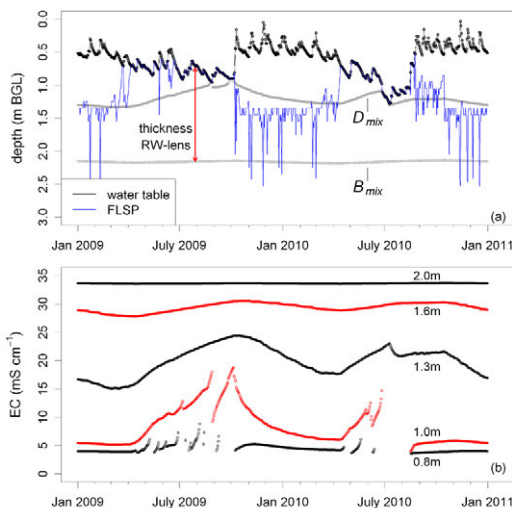 0.0
0.5
1.0
1.5
2.0
2.5
3.0
depth (m BGL)
thickness
RW-lens
D mix
B mix
water table
FLSP
(a)
Jan 2009
July 2009
Jan 2010
July 2010
Jan 2011
35
30
25
20
15
10
5
0
EC (mS cm⁻¹)
2.0m
1.6m
1.3m
1.0m
0.8m
(b)
Jan 2009
July 2009
Jan 2010
July 2010
Jan 2011